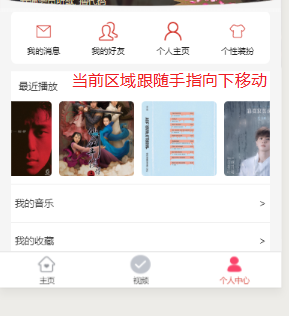 我的消息 我的好友 个人主页 个性装扮
最近播放 当前区域跟随手指向下移动
我的音乐 >
我的收藏 >
主页 视频 个人中心